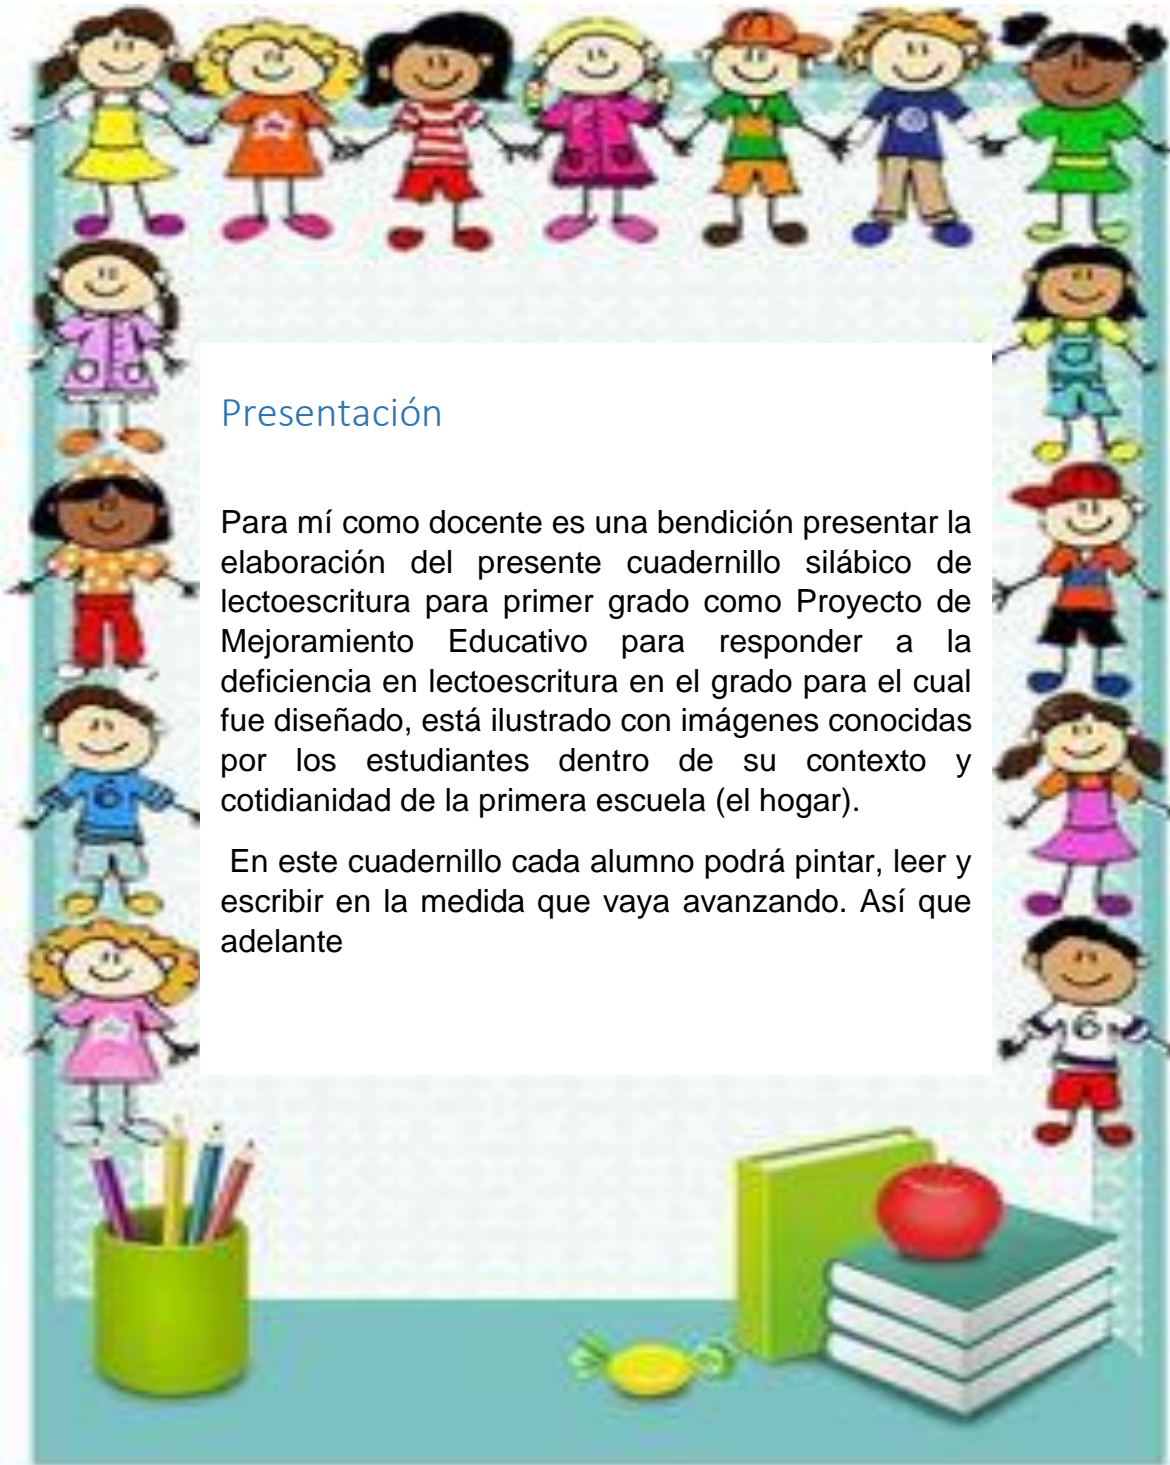 Presentación
Para mí como docente es una bendición presentar la
elaboración del presente cuadernillo silábico de
lectoescritura para primer grado como Proyecto de
Mejoramiento Educativo para responder a la
deficiencia en lectoescritura en el grado para el cual
fue diseñado, está ilustrado con imágenes conocidas
por los estudiantes dentro de su contexto y
cotidianidad de la primera escuela (el hogar).
En este cuadernillo cada alumno podrá pintar, leer y
escribir en la medida que vaya avanzando. Así que
adelante
6
6